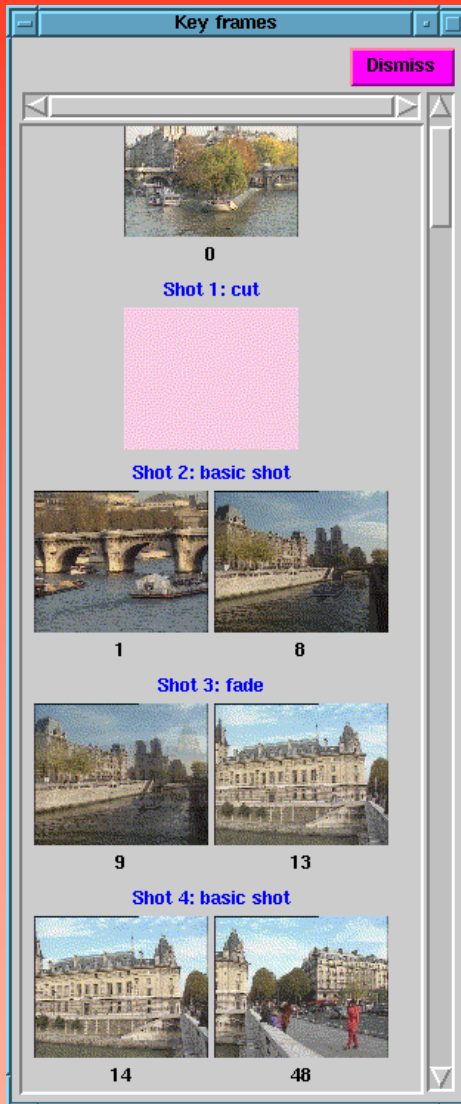 Key frames
Dismiss
0
Shot 1: cut
Shot 2: basic shot
1 8
Shot 3: fade
9 13
Shot 4: basic shot
14 48